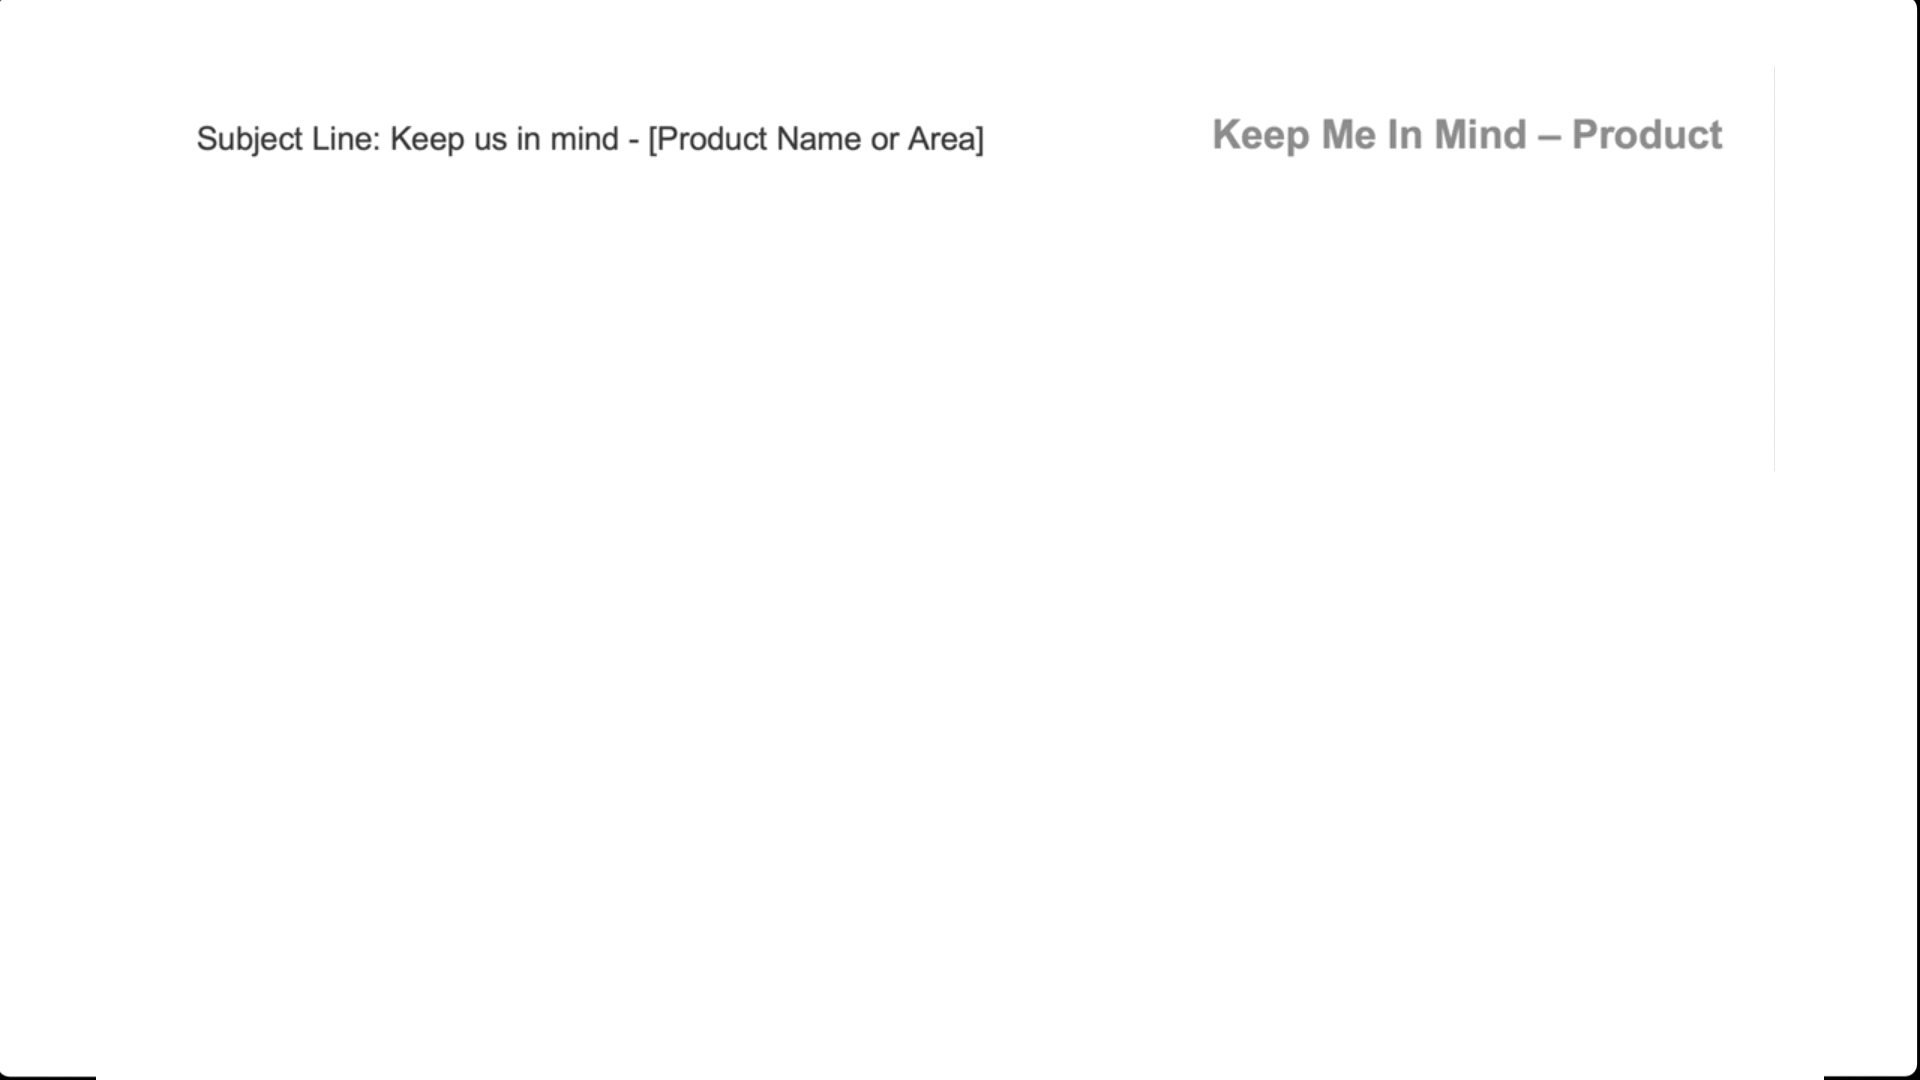 Subject Line: Keep us in mind - [Product Name or Area]
Keep Me In Mind – Product